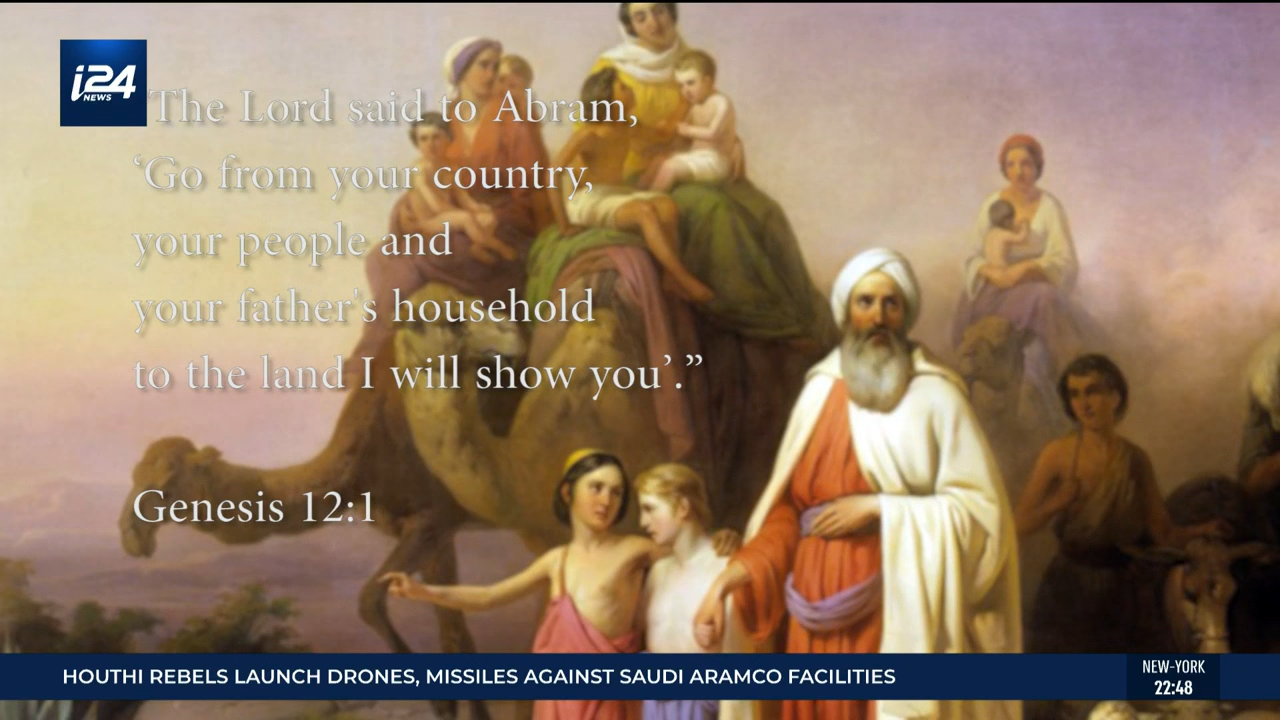 i24
NEWS
"The Lord said to Abram,
‘Go from your country,
your people and
your father's household
to the land I will show you’.”
Genesis 12:1
HOUTHI REBELS LAUNCH DRONES, MISSILES AGAINST SAUDI ARAMCO FACILITIES
NEW-YORK
22:48